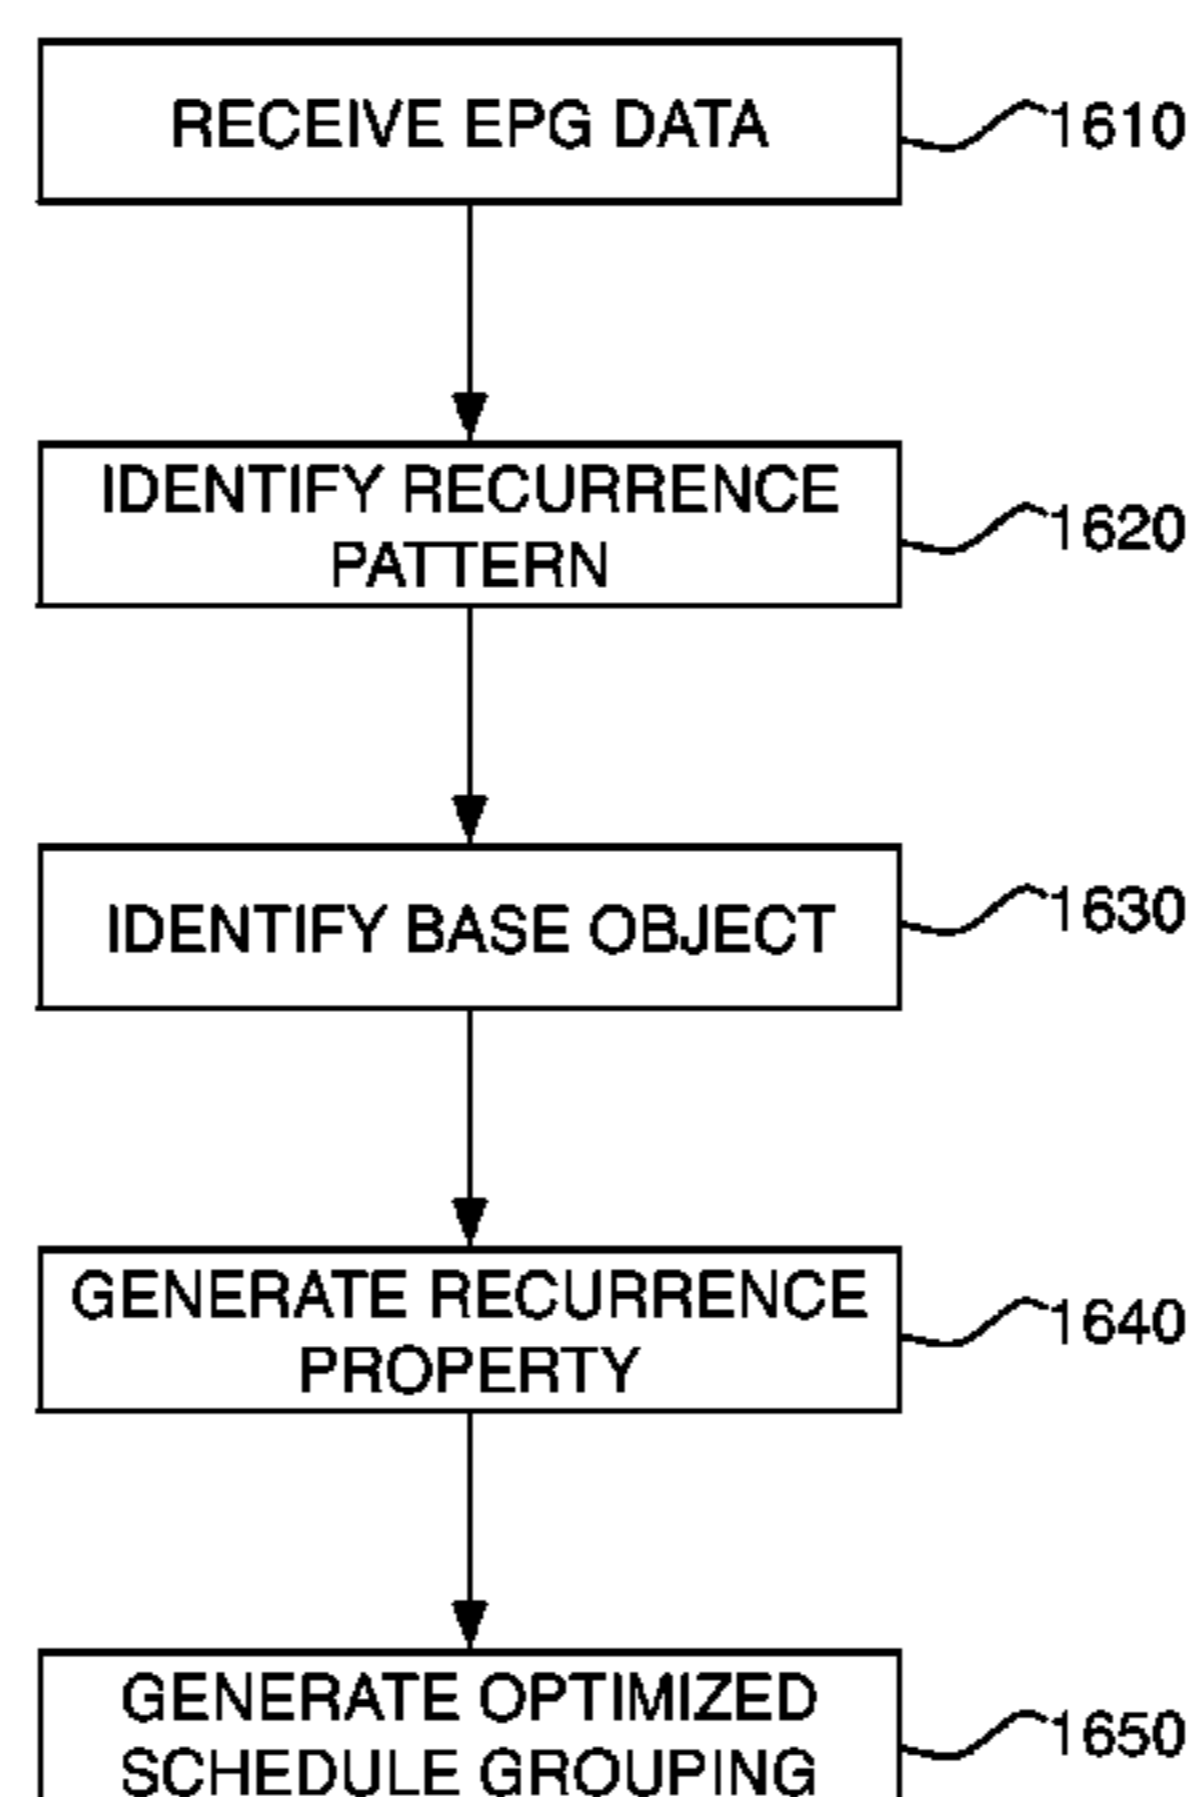 RECEIVE EPG DATA
1610
IDENTIFY RECURRENCE
PATTERN
1620
IDENTIFY BASE OBJECT
1630
GENERATE RECURRENCE
PROPERTY
1640
GENERATE OPTIMIZED
SCHEDULE GROUPING
1650